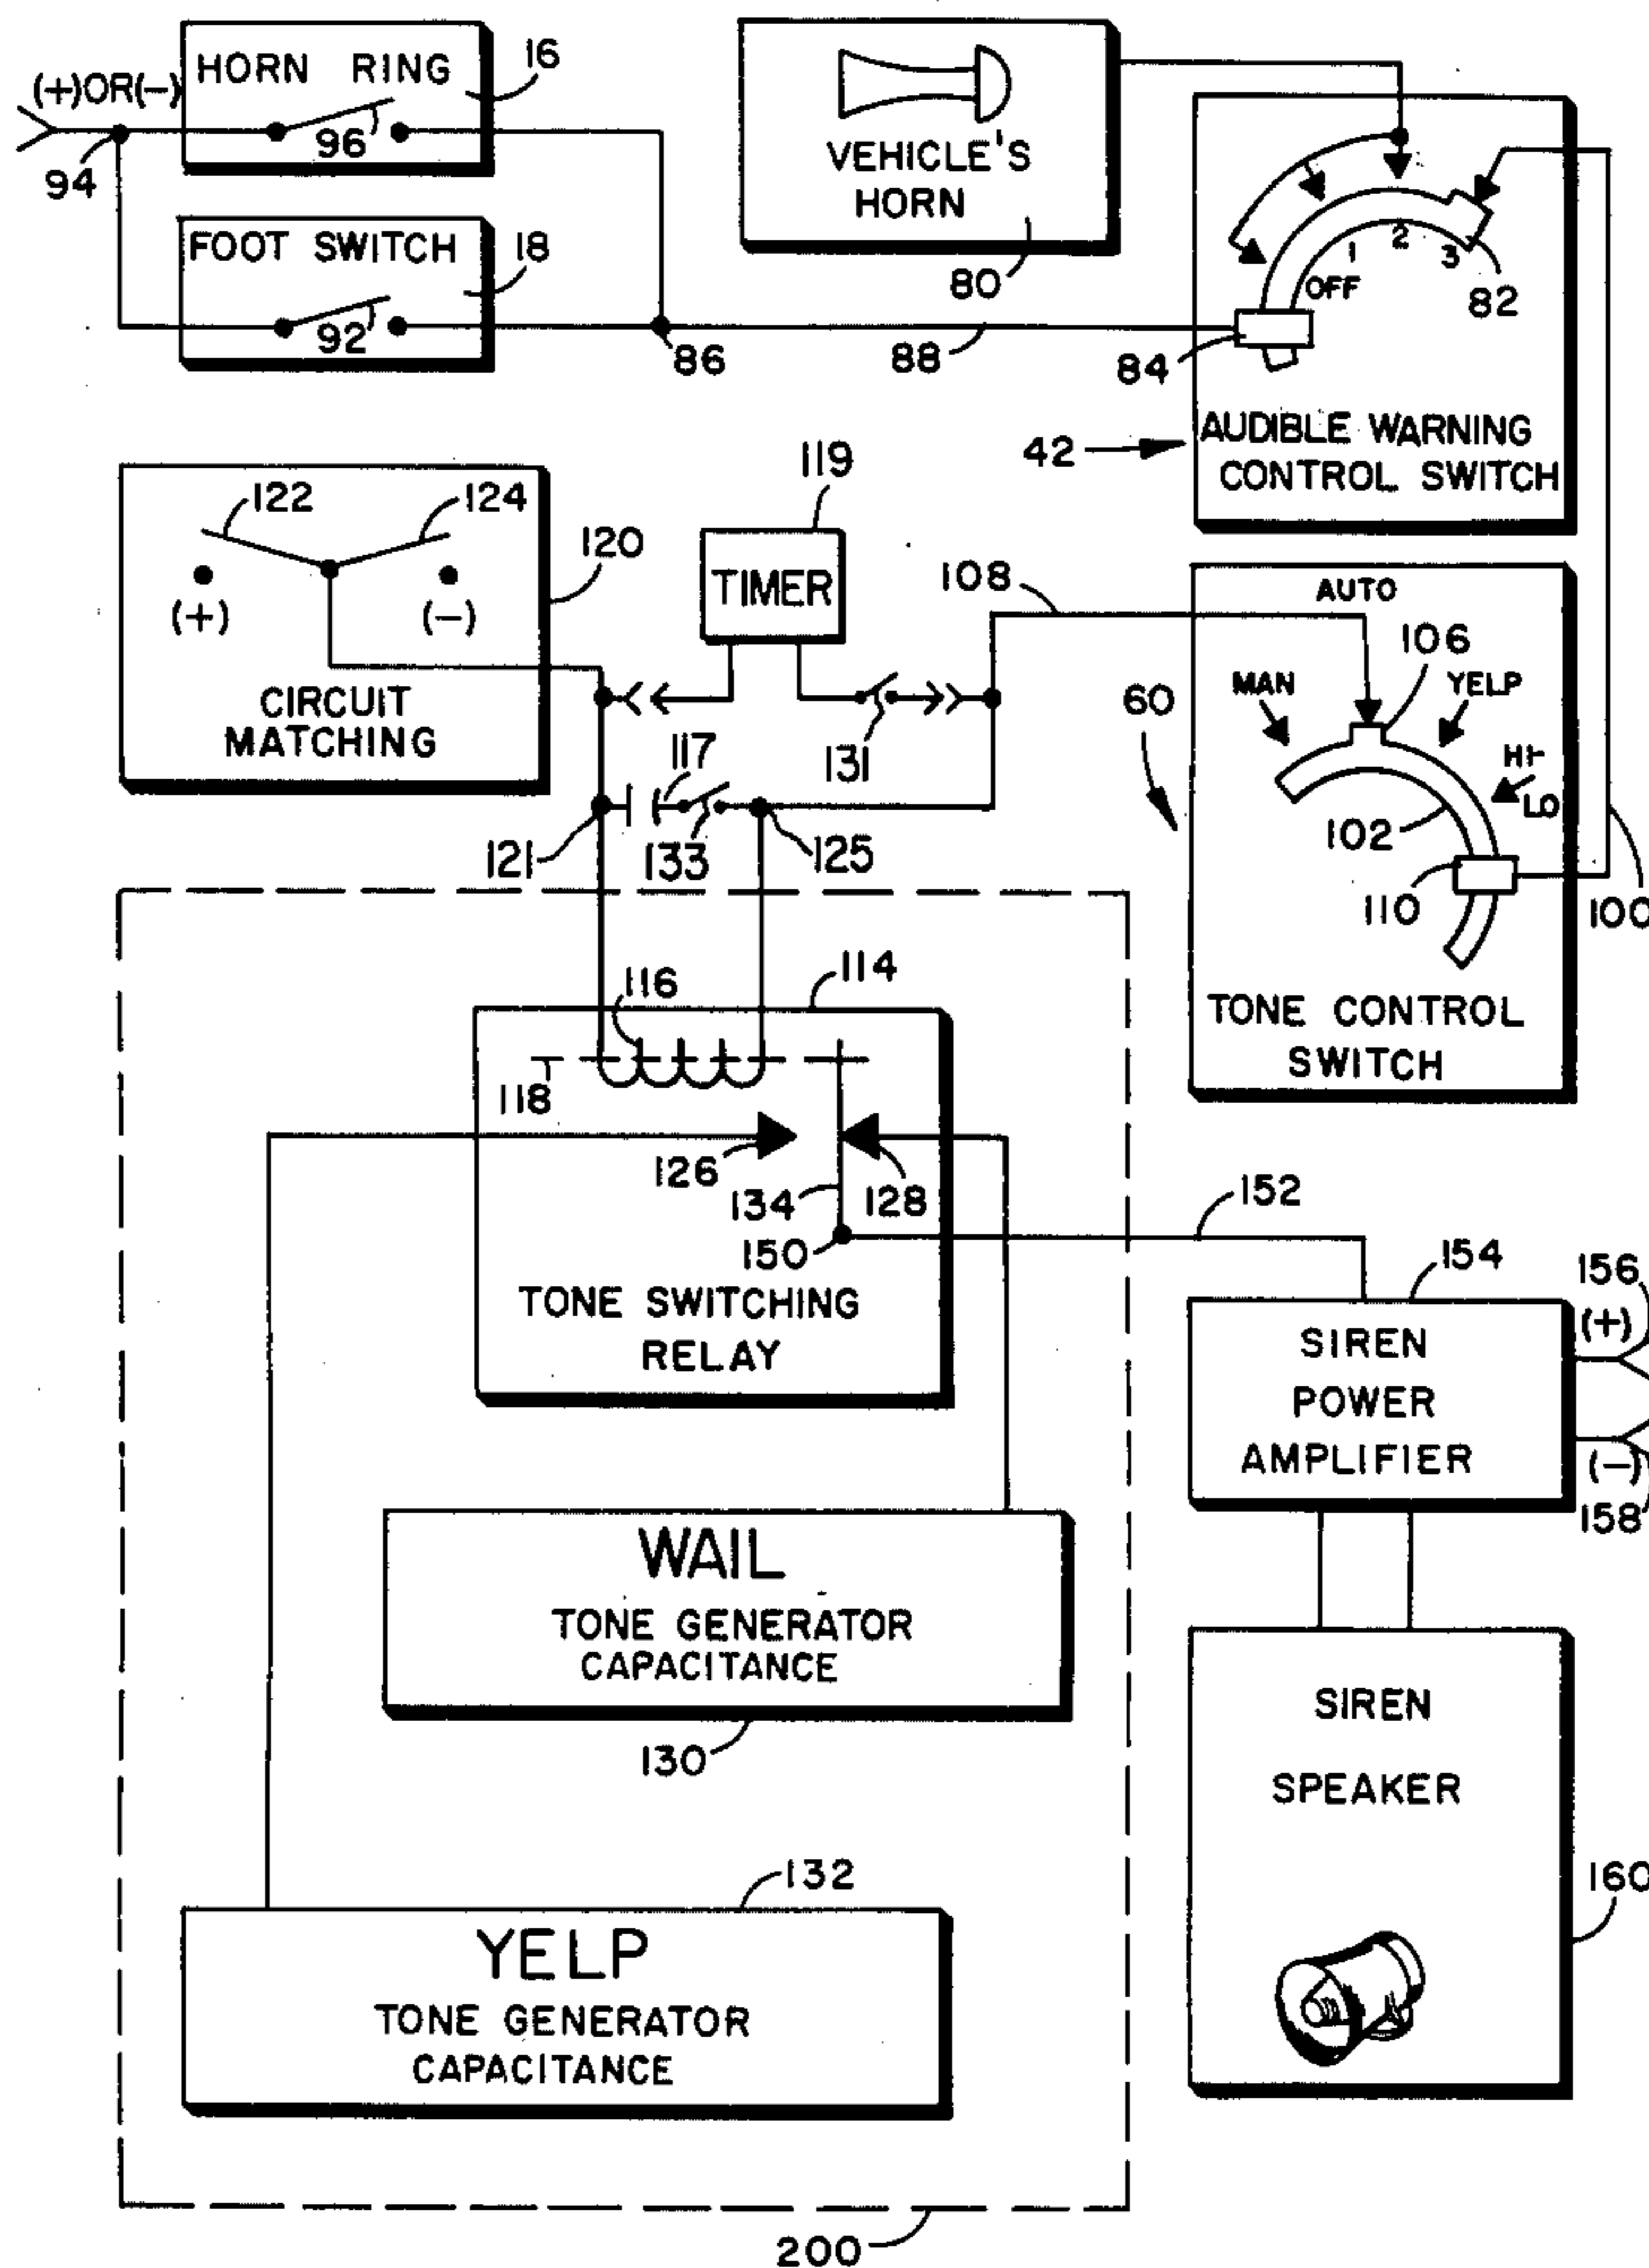 HORN RING
16
(+)OR(-)
96
94
FOOT SWITCH
18
92
86
88
VEHICLE'S
HORN
80
1
2
3
OFF
82
84
42
AUDIBLE WARNING
CONTROL SWITCH
122
124
120
(+)
(-)
CIRCUIT
MATCHING
119
TIMER
108
131
117
121
133
125
60
AUTO
106
MAN
YELP
HI-
LO
102
110
100
TONE CONTROL
SWITCH
116
114
118
126
134
128
150
TONE SWITCHING
RELAY
152
154
156
(+)
SIREN
POWER
AMPLIFIER
(-)
158
WAIL
TONE GENERATOR
CAPACITANCE
130
SIREN
SPEAKER
160
132
YELP
TONE GENERATOR
CAPACITANCE
200